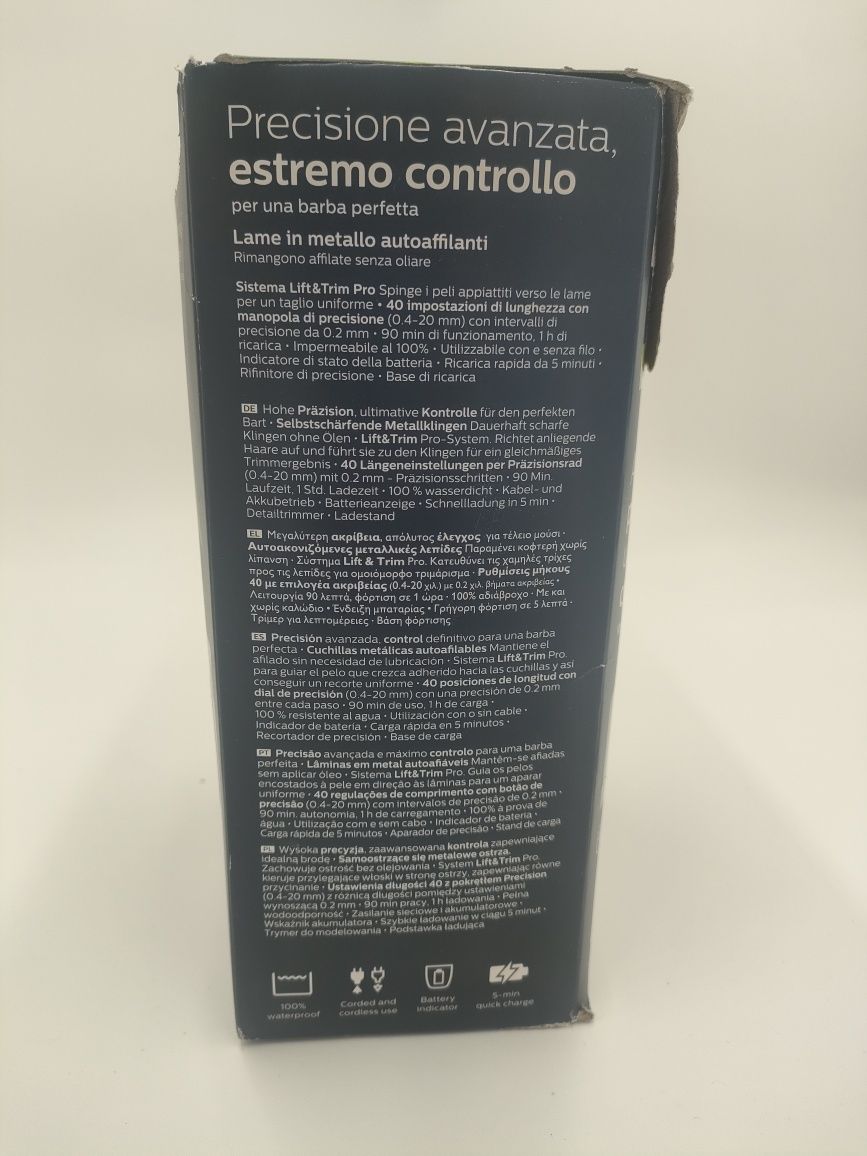 Precisione avanzata,
estremo controllo
per una barba perfetta
Lame in metallo autoaffilanti
Rimangono affilate senza oliare
Sistema Lift&Trim Pro Spinge i peli appiattiti verso le lame
per un taglio uniforme • 40 impostazioni di lunghezza con
manopola di precisione (0.4-20 mm) con intervalli di
precisione da 0.2 mm • 90 min di funzionamento, 1 h di
ricarica • Impermeabile al 100% • Utilizzabile con e senza filo •
Indicatore di stato della batteria • Ricarica rapida da 5 minuti •
Rifinitore di precisione • Base di ricarica
DE Hohe Präzision, ultimative Kontrolle für den perfekten
Bart • Selbstschärfende Metallklingen Dauerhaft scharfe
Klingen ohne Ölen • Lift&Trim Pro-System. Richtet anliegende
Haare auf und führt sie zu den Klingen für ein gleichmäßiges
Trimmergebnis • 40 Längeneinstellungen per Präzisionsrad
(0.4-20 mm) mit 0.2 mm - Präzisionsschritten • 90 Min.
Laufzeit, 1 Std. Ladezeit • 100 % wasserdicht • Kabel- und
Akkubetrieb • Batterieanzeige • Schnellladung in 5 min •
Detailtrimmer • Ladestand
EL Μεγαλύτερη ακρίβεια, απόλυτος έλεγχος για τέλειο μούσι •
Αυτοακονιζόμενες μεταλλικές λεπίδες Παραμένει κοφτερή χωρίς
λίπανση • Σύστημα Lift & Trim Pro. Κατευθύνει τις χαμηλές τρίχες
προς τις λεπίδες για ομοιόμορφο τριμάρισμα • Ρυθμίσεις μήκους
40 με επιλογέα ακριβείας (0.4-20 χιλ.) με 0.2 χιλ. βήματα ακριβείας •
Λειτουργία 90 λεπτά, φόρτιση σε 1 ώρα • 100% αδιάβροχο • Με και
χωρίς καλώδιο • Ένδειξη μπαταρίας • Γρήγορη φόρτιση σε 5 λεπτά •
Τρίμερ για λεπτομέρειες • Βάση φόρτισης
ES Precisión avanzada, control definitivo para una barba
perfecta • Cuchillas metálicas autoafilables Mantiene el
afilado sin necesidad de lubricación • Sistema Lift&Trim Pro.
para guiar el pelo que crezca adherido hacia las cuchillas y así
conseguir un recorte uniforme • 40 posiciones de longitud con
dial de precisión (0.4-20 mm) con una precisión de 0.2 mm
entre cada paso • 90 min de uso, 1 h de carga •
100 % resistente al agua • Utilización con o sin cable •
Indicador de batería • Carga rápida en 5 minutos •
Recortador de precisión • Base de carga
PT Precisão avançada e máximo controlo para uma barba
perfeita • Lâminas em metal autoafiáveis Mantêm-se afiadas
sem aplicar óleo • Sistema Lift&Trim Pro. Guia os pelos
encostados à pele em direção às lâminas para um aparar
uniforme • 40 regulações de comprimento com botão de
precisão (0.4-20 mm) com intervalos de precisão de 0.2 mm •
90 min. autonomia, 1 h de carregamento • 100% à prova de
água • Utilização com e sem cabo • Indicador de bateria •
Carga rápida de 5 minutos • Aparador de precisão • Stand de carga
PL Wysoka precyzja, zaawansowana kontrola zapewniające
idealną brodę • Samoostrzące się metalowe ostrza.
Zachowuje ostrość bez olejowania • System Lift&Trim Pro.
kieruje przylegające włoski w stronę ostrzy, zapewniając równe
przycinanie • Ustawienia długości 40 z pokrętłem Precision
(0.4-20 mm) z różnicą długości pomiędzy ustawieniami
wynoszącą 0.2 mm • 90 min pracy, 1 h ładowania • Pełna
wodoodporność • Zasilanie sieciowe i akumulatorowe •
Wskaźnik akumulatora • Szybkie ładowanie w ciągu 5 minut •
Trymer do modelowania • Podstawka ładująca
100%
waterproof
Corded and
cordless use
Battery
indicator
5-min
quick charge